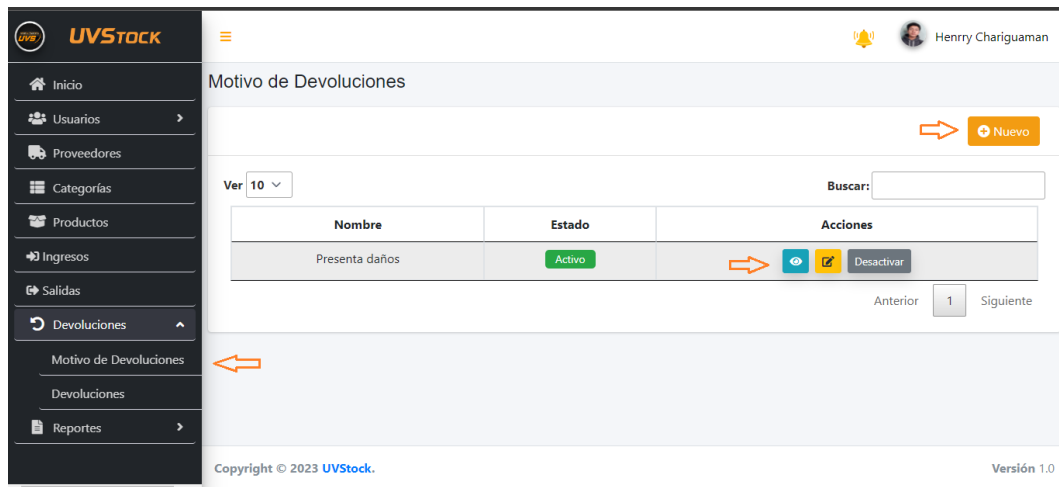 UVS UVSTOCK
Henrry Chariguaman
Inicio
Usuarios
Proveedores
Categorías
Productos
Ingresos
Salidas
Devoluciones
Motivo de Devoluciones
Devoluciones
Reportes
Motivo de Devoluciones
Nuevo
Ver 10
Buscar:
Nombre Estado Acciones
Presenta daños Activo Desactivar
Anterior 1 Siguiente
Copyright © 2023 UVStock. Versión 1.0